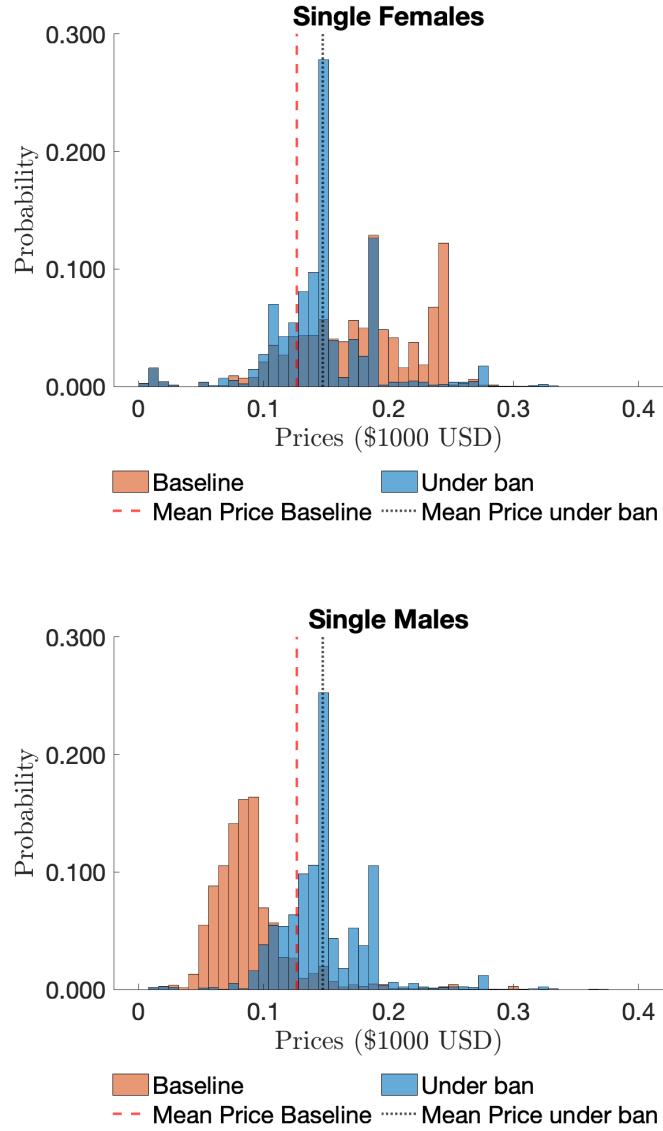 Single Females
0.300
0.200
0.100
0.000
Probability
0 0.1 0.2 0.3 0.4
Prices ($1000 USD)
Baseline Under ban
Mean Price Baseline Mean Price under ban
Single Males
0.300
0.200
0.100
0.000
Probability
0 0.1 0.2 0.3 0.4
Prices ($1000 USD)
Baseline Under ban
Mean Price Baseline Mean Price under ban